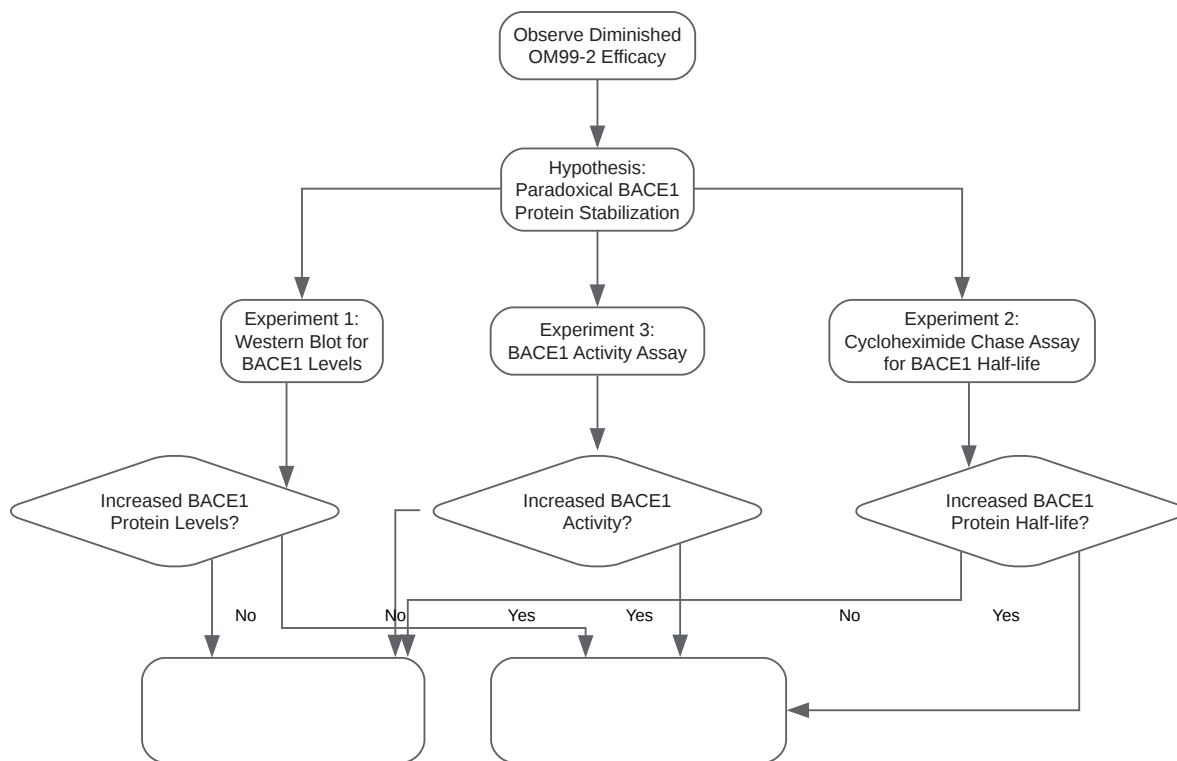 Observe Diminished
OM99-2 Efficacy
Hypothesis:
Paradoxical BACE1
Protein Stabilization
Experiment 1:
Western Blot for
BACE1 Levels
Experiment 3:
BACE1 Activity Assay
Experiment 2:
Cycloheximide Chase Assay
for BACE1 Half-life
Increased BACE1
Protein Levels?
Increased BACE1
Activity?
Increased BACE1
Protein Half-life?
No
No
Yes
Yes
No
Yes